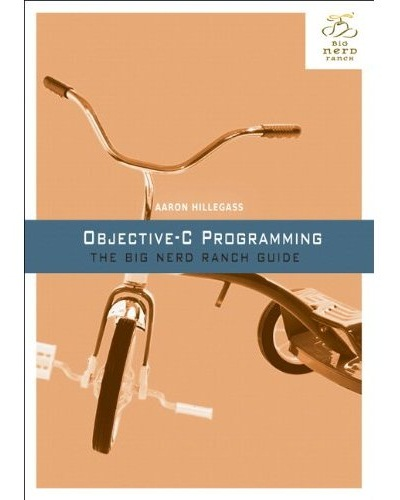 Big
nerd
ranch
AARON HILLEGASS
OBJECTIVE-C PROGRAMMING
THE BIG NERD RANCH GUIDE